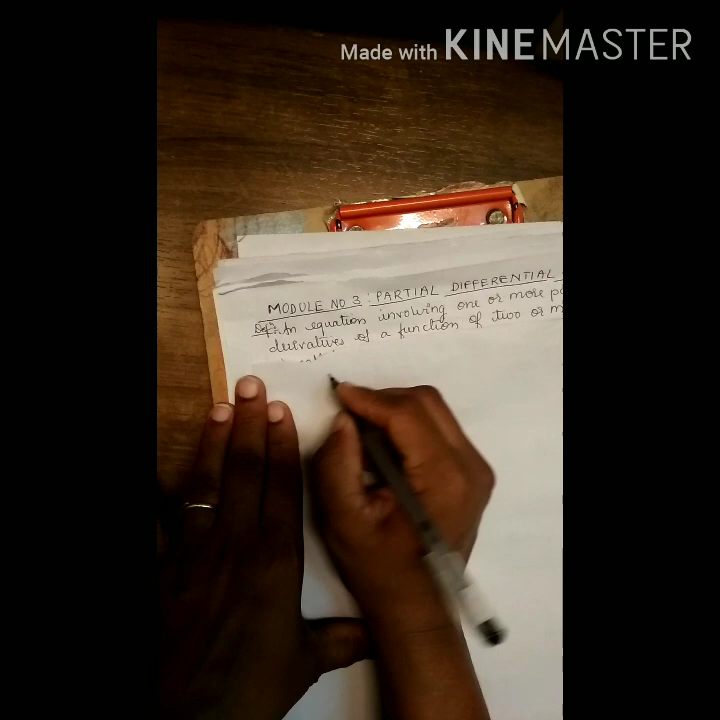 Made with KINEMASTER
MODULE NO 3 : PARTIAL DIFFERENTIAL
Def: An equation involving one or more pa
derivatives of a function of two or m